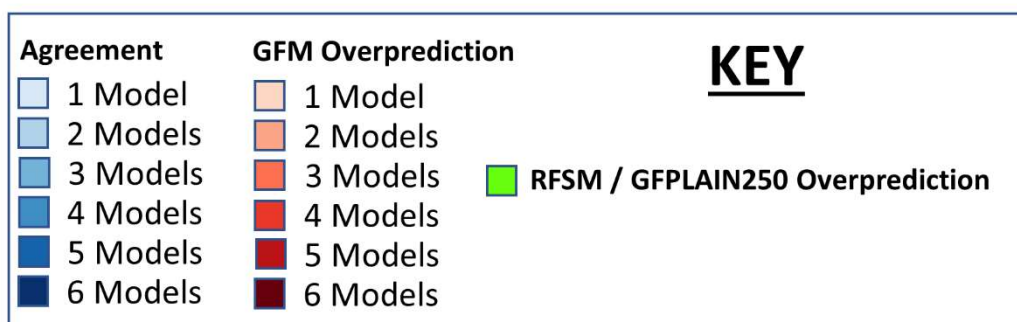 KEY
Agreement
1 Model
2 Models
3 Models
4 Models
5 Models
6 Models
GFM Overprediction
1 Model
2 Models
3 Models
4 Models
5 Models
6 Models
RFSM / GFPLAIN250 Overprediction